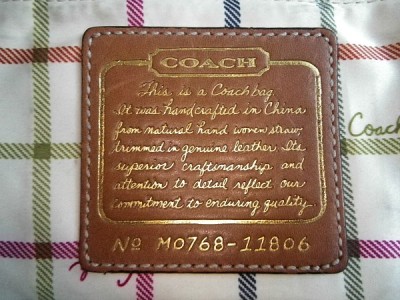 COACH
This is a Coach bag.
It was handcrafted in China
from natural hand woven straw,
trimmed in genuine leather. Its
superior craftsmanship and
attention to detail reflect our
commitment to enduring quality.
No M0768-11806
Coach